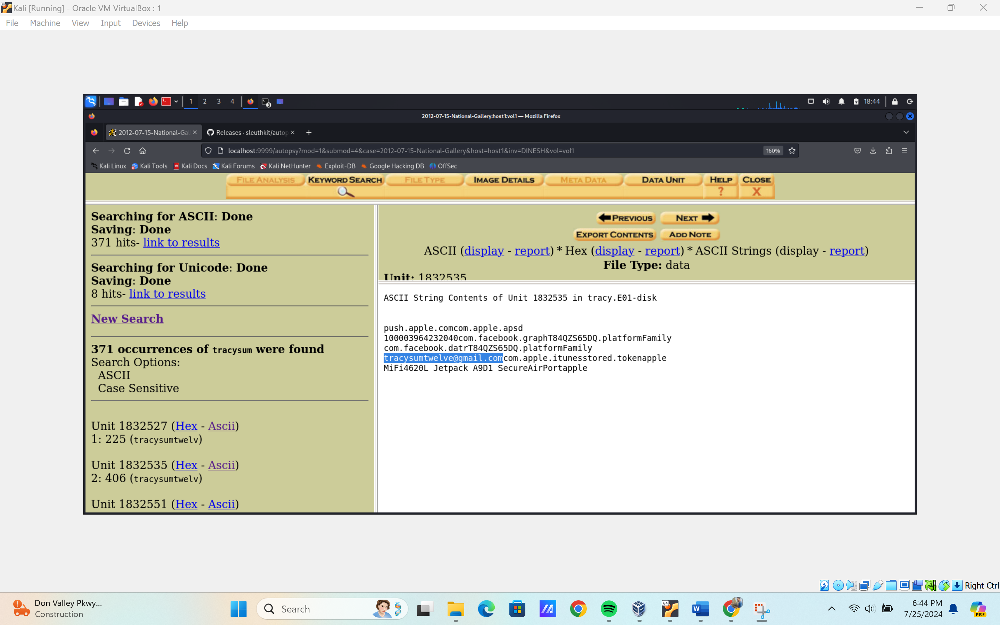 Kali [Running] - Oracle VM VirtualBox : 1
File Machine View Input Devices Help
1 2 3 4 3 18:44
2012-07-15-National-Gallery:host1:vol1 — Mozilla Firefox
2012-07-15-National-Gal Releases · sleuthkit/autop
localhost:9999/autopsy?mod=1&submod=4&case=2012-07-15-National-Gallery&host=host1&inv=DINESH&vol=vol1 160%
Kali Linux Kali Tools Kali Docs Kali Forums Kali NetHunter Exploit-DB Google Hacking DB OffSec
FILE ANALYSIS KEYWORD SEARCH FILE TYPE IMAGE DETAILS META DATA DATA UNIT HELP CLOSE
? X
Searching for ASCII: Done
Saving: Done
371 hits- link to results
Searching for Unicode: Done
Saving: Done
8 hits- link to results
New Search
371 occurrences of tracysum were found
Search Options:
ASCII
Case Sensitive
Unit 1832527 (Hex - Ascii)
1: 225 (tracysumtwelv)
Unit 1832535 (Hex - Ascii)
2: 406 (tracysumtwelv)
Unit 1832551 (Hex - Ascii)
PREVIOUS NEXT
EXPORT CONTENTS ADD NOTE
ASCII (display - report) * Hex (display - report) * ASCII Strings (display - report)
File Type: data
Unit: 1832535
ASCII String Contents of Unit 1832535 in tracy.E01-disk
push.apple.comcom.apple.apsd
100003964232040com.facebook.graphT84QZS65DQ.platformFamily
com.facebook.datrT84QZS65DQ.platformFamily
tracysumtwelve@gmail.comcom.apple.itunesstored.tokenapple
MiFi4620L Jetpack A9D1 SecureAirPortapple
Right Ctrl
Don Valley Pkwy...
Construction
Search
64
W
6:44 PM
7/25/2024
PRE